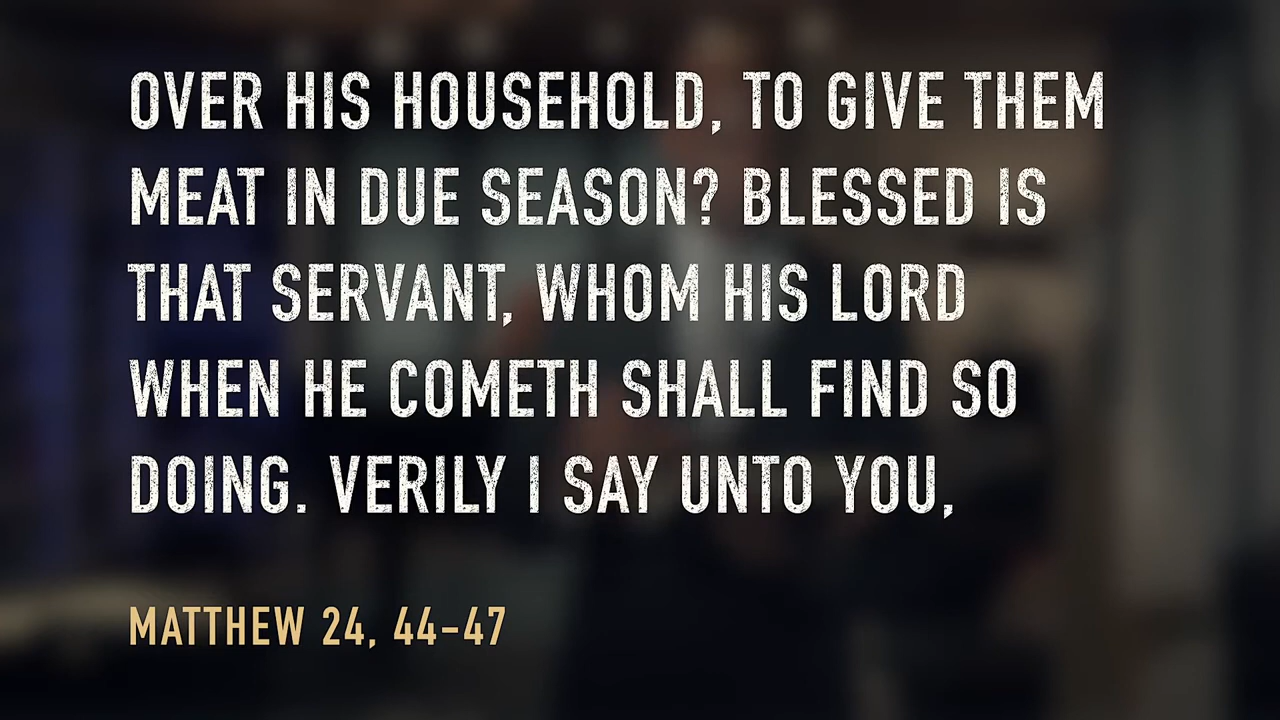 OVER HIS HOUSEHOLD, TO GIVE THEM
MEAT IN DUE SEASON? BLESSED IS
THAT SERVANT, WHOM HIS LORD
WHEN HE COMETH SHALL FIND SO
DOING. VERILY I SAY UNTO YOU,
MATTHEW 24, 44-47